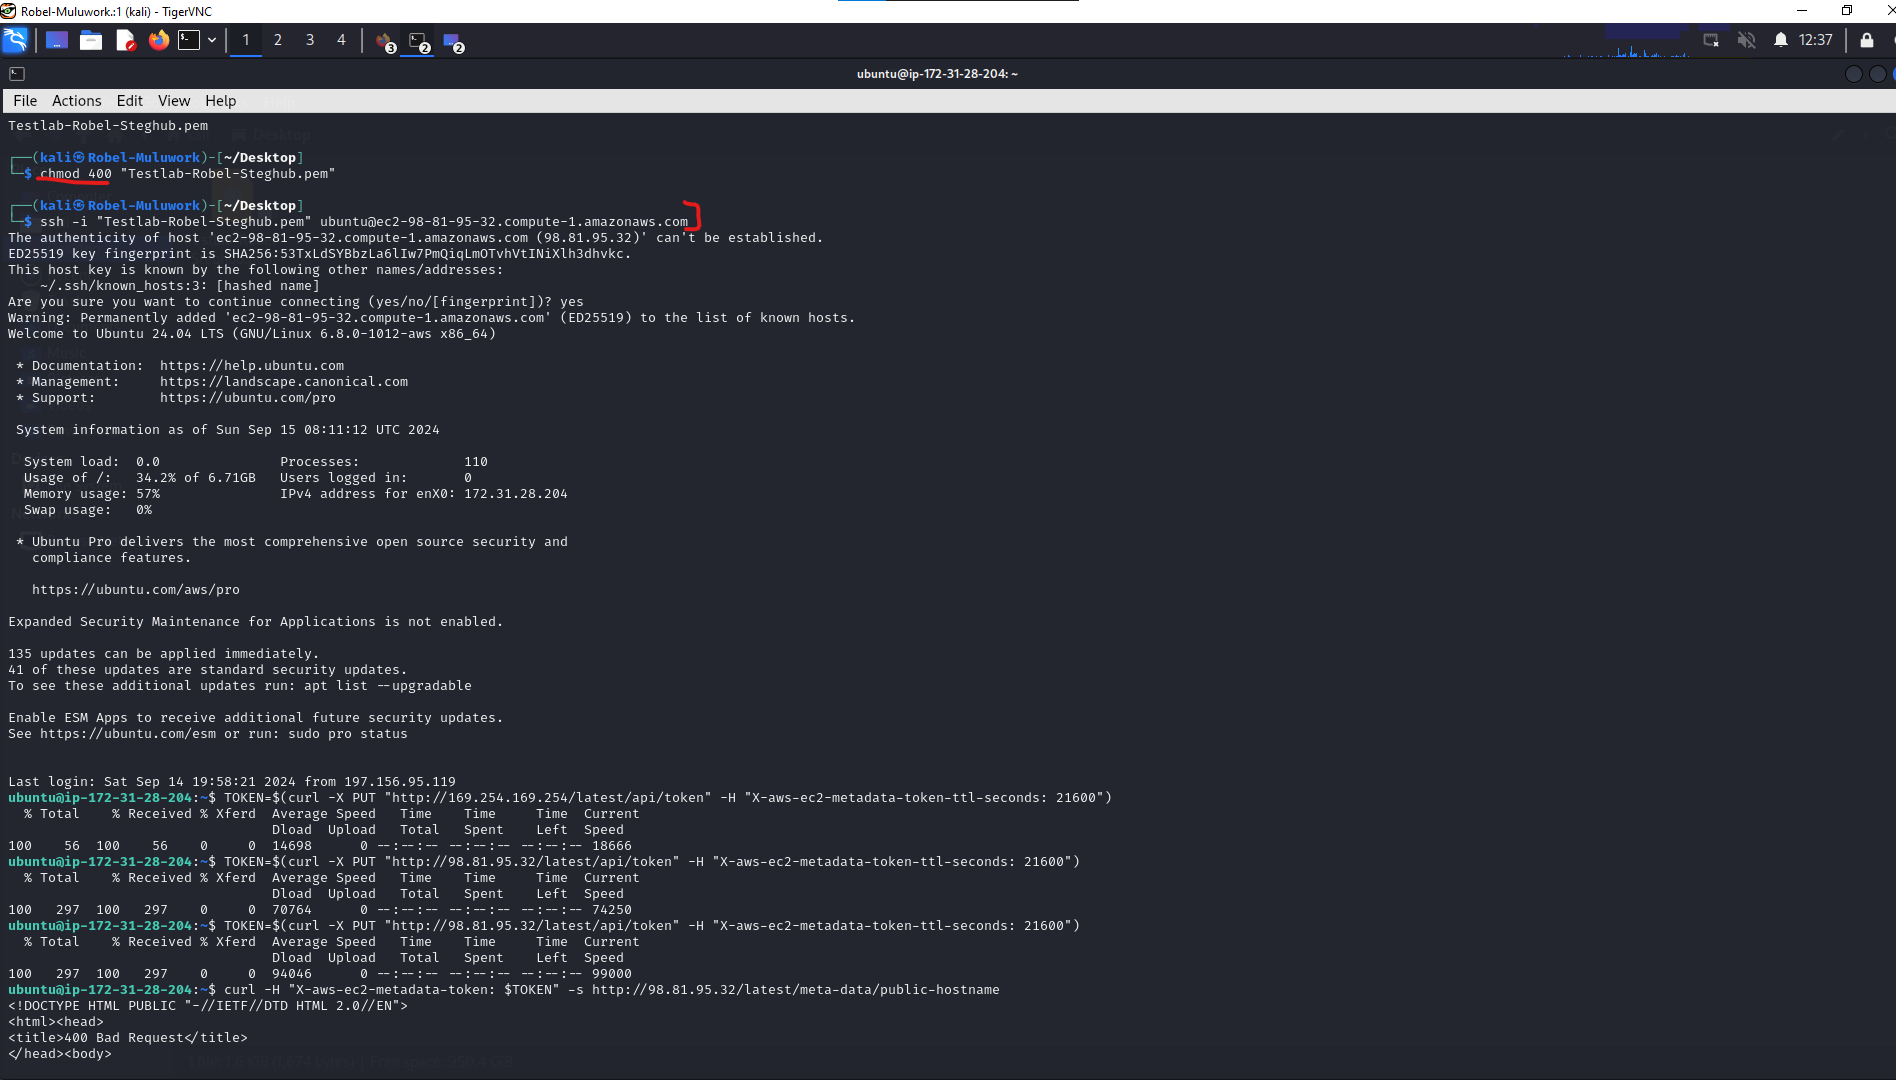 Robel-Muluwork.:1 (kali) - TigerVNC
1 2 3 4 3 2 2 12:37
ubuntu@ip-172-31-28-204: ~
File Actions Edit View Help
Testlab-Robel-Steghub.pem
┌──(kali㉿Robel-Muluwork)-[~/Desktop]
└─$ chmod 400 "Testlab-Robel-Steghub.pem"
┌──(kali㉿Robel-Muluwork)-[~/Desktop]
└─$ ssh -i "Testlab-Robel-Steghub.pem" ubuntu@ec2-98-81-95-32.compute-1.amazonaws.com
The authenticity of host 'ec2-98-81-95-32.compute-1.amazonaws.com (98.81.95.32)' can't be established.
ED25519 key fingerprint is SHA256:53TxLdSYBbzLa6lIw7PmQiqLmOTvhVtINiXlh3dhvkc.
This host key is known by the following other names/addresses:
    ~/.ssh/known_hosts:3: [hashed name]
Are you sure you want to continue connecting (yes/no/[fingerprint])? yes
Warning: Permanently added 'ec2-98-81-95-32.compute-1.amazonaws.com' (ED25519) to the list of known hosts.
Welcome to Ubuntu 24.04 LTS (GNU/Linux 6.8.0-1012-aws x86_64)
 * Documentation:  https://help.ubuntu.com
 * Management:     https://landscape.canonical.com
 * Support:        https://ubuntu.com/pro
 System information as of Sun Sep 15 08:11:12 UTC 2024
  System load:  0.0               Processes:             110
  Usage of /:   34.2% of 6.71GB   Users logged in:       0
  Memory usage: 57%               IPv4 address for enX0: 172.31.28.204
  Swap usage:   0%
 * Ubuntu Pro delivers the most comprehensive open source security and
   compliance features.
   https://ubuntu.com/aws/pro
Expanded Security Maintenance for Applications is not enabled.
135 updates can be applied immediately.
41 of these updates are standard security updates.
To see these additional updates run: apt list --upgradable
Enable ESM Apps to receive additional future security updates.
See https://ubuntu.com/esm or run: sudo pro status
Last login: Sat Sep 14 19:58:21 2024 from 197.156.95.119
ubuntu@ip-172-31-28-204:~$ TOKEN=$(curl -X PUT "http://169.254.169.254/latest/api/token" -H "X-aws-ec2-metadata-token-ttl-seconds: 21600")
  % Total    % Received % Xferd  Average Speed   Time    Time     Time  Current
                                 Dload  Upload   Total   Spent    Left  Speed
100    56  100    56    0     0  14698      0 --:--:-- --:--:-- --:--:-- 18666
ubuntu@ip-172-31-28-204:~$ TOKEN=$(curl -X PUT "http://98.81.95.32/latest/api/token" -H "X-aws-ec2-metadata-token-ttl-seconds: 21600")
  % Total    % Received % Xferd  Average Speed   Time    Time     Time  Current
                                 Dload  Upload   Total   Spent    Left  Speed
100   297  100   297    0     0  70764      0 --:--:-- --:--:-- --:--:-- 74250
ubuntu@ip-172-31-28-204:~$ TOKEN=$(curl -X PUT "http://98.81.95.32/latest/api/token" -H "X-aws-ec2-metadata-token-ttl-seconds: 21600")
  % Total    % Received % Xferd  Average Speed   Time    Time     Time  Current
                                 Dload  Upload   Total   Spent    Left  Speed
100   297  100   297    0     0  94046      0 --:--:-- --:--:-- --:--:-- 99000
ubuntu@ip-172-31-28-204:~$ curl -H "X-aws-ec2-metadata-token: $TOKEN" -s http://98.81.95.32/latest/meta-data/public-hostname
<!DOCTYPE HTML PUBLIC "-//IETF//DTD HTML 2.0//EN">
<html><head>
<title>400 Bad Request</title>
</head><body>